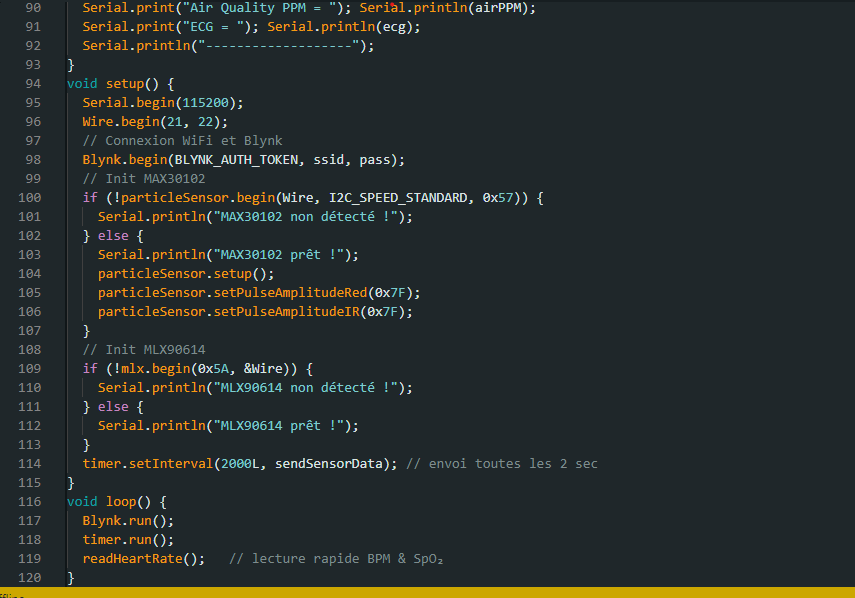 90 Serial.print("Air Quality PPM = "); Serial.println(airPPM);
91 Serial.print("ECG = "); Serial.println(ecg);
92 Serial.println("-------------------");
93 }
94 void setup() {
95 Serial.begin(115200);
96 Wire.begin(21, 22);
97 // Connexion WiFi et Blynk
98 Blynk.begin(BLYNK_AUTH_TOKEN, ssid, pass);
99 // Init MAX30102
100 if (!particleSensor.begin(Wire, I2C_SPEED_STANDARD, 0x57)) {
101 Serial.println("MAX30102 non détecté !");
102 } else {
103 Serial.println("MAX30102 prêt !");
104 particleSensor.setup();
105 particleSensor.setPulseAmplitudeRed(0x7F);
106 particleSensor.setPulseAmplitudeIR(0x7F);
107 }
108 // Init MLX90614
109 if (!mlx.begin(0x5A, &Wire)) {
110 Serial.println("MLX90614 non détecté !");
111 } else {
112 Serial.println("MLX90614 prêt !");
113 }
114 timer.setInterval(2000L, sendSensorData); // envoi toutes les 2 sec
115 }
116 void loop() {
117 Blynk.run();
118 timer.run();
119 readHeartRate(); // lecture rapide BPM & SpO₂
120 }